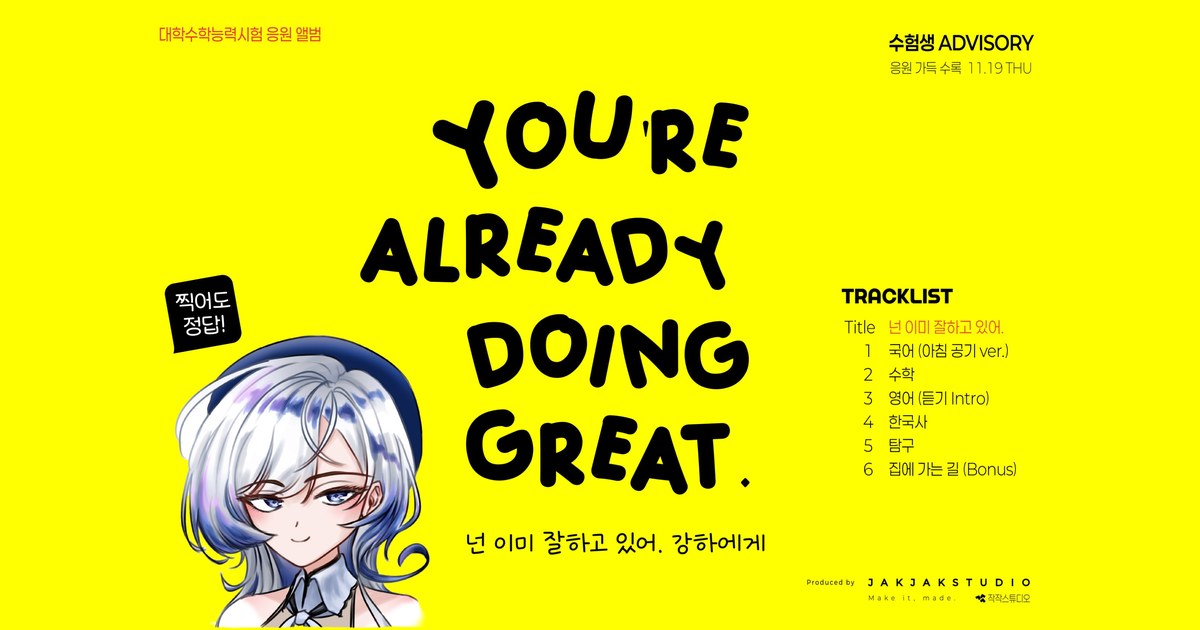 대학수학능력시험 응원 앨범
수험생 ADVISORY
응원 가득 수록 11.19 THU
YOU'RE
ALREADY
DOING
GREAT.
넌 이미 잘하고 있어. 강하에게
찍어도
정답!
TRACKLIST
Title 넌 이미 잘하고 있어.
1 국어 (아침 공기 ver.)
2 수학
3 영어 (듣기 Intro)
4 한국사
5 탐구
6 집에 가는 길 (Bonus)
Produced by JAKJAKSTUDIO
Make it, made. 작작스튜디오